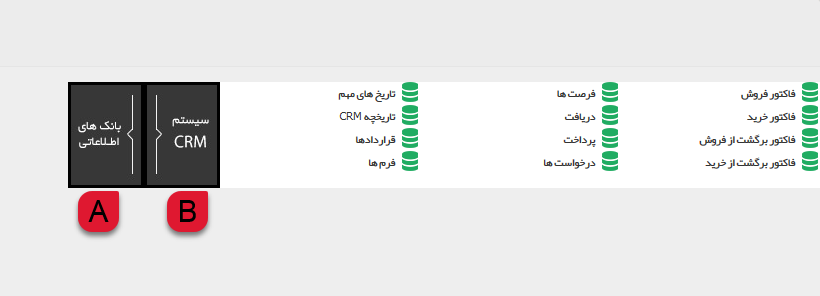 فاکتور فروش
فاکتور خرید
فاکتور برگشت از فروش
فاکتور برگشت از خرید
فرصت ها
دریافت
پرداخت
درخواست ها
تاریخ های مهم
تاریخچه CRM
قراردادها
فرم ها
سیستم
CRM
بانک های
اطلاعاتی
B
A